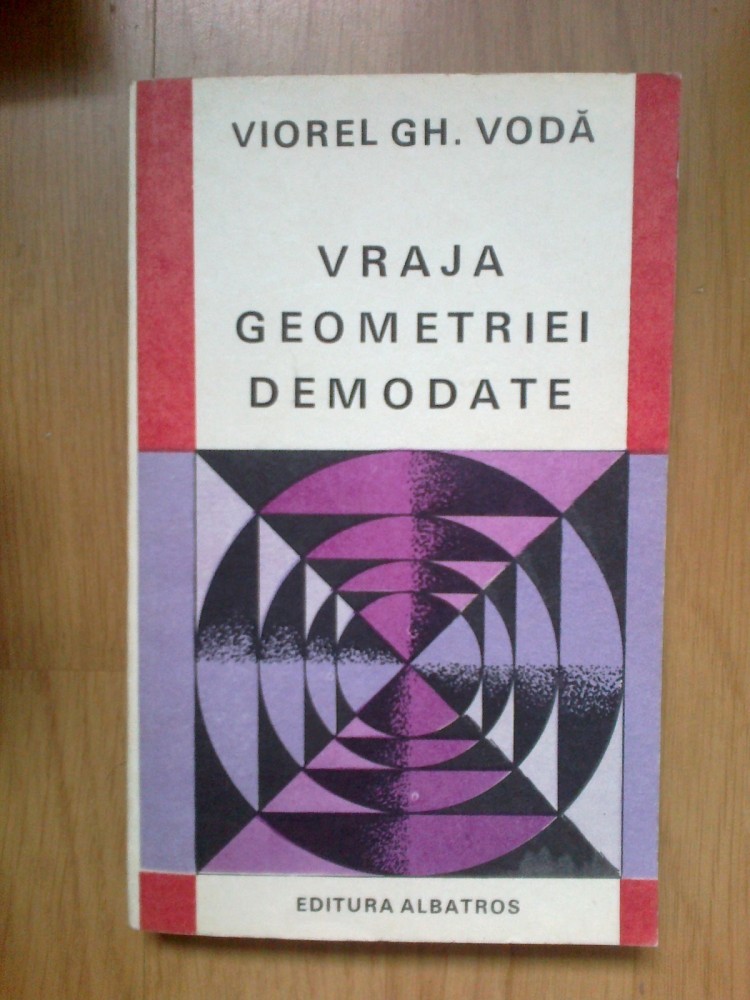 VIOREL GH. VODĂ
VRAJA
GEOMETRIEI
DEMODATE
EDITURA ALBATROS